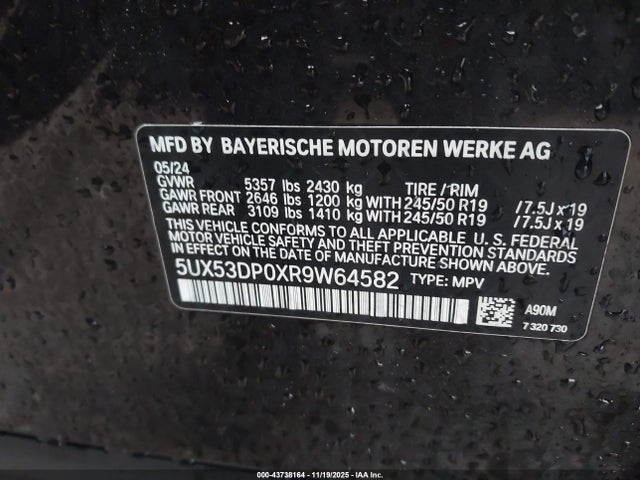 MFD BY BAYERISCHE MOTOREN WERKE AG
05/24
GVWR 5357 lbs 2430 kg TIRE / RIM
GAWR FRONT 2646 lbs 1200 kg WITH 245/50 R19 /7.5J x 19
GAWR REAR 3109 lbs 1410 kg WITH 245/50 R19 /7.5J x 19
THIS VEHICLE CONFORMS TO ALL APPLICABLE U.S. FEDERAL
MOTOR VEHICLE SAFETY, BUMPER AND THEFT PREVENTION STANDARDS
IN EFFECT ON THE DATE OF MANUFACTURE SHOWN ABOVE.
5UX53DP0XR9W64582 TYPE: MPV
A90M
7 320 730
000-43738164 - 11/19/2025 - IAA Inc.